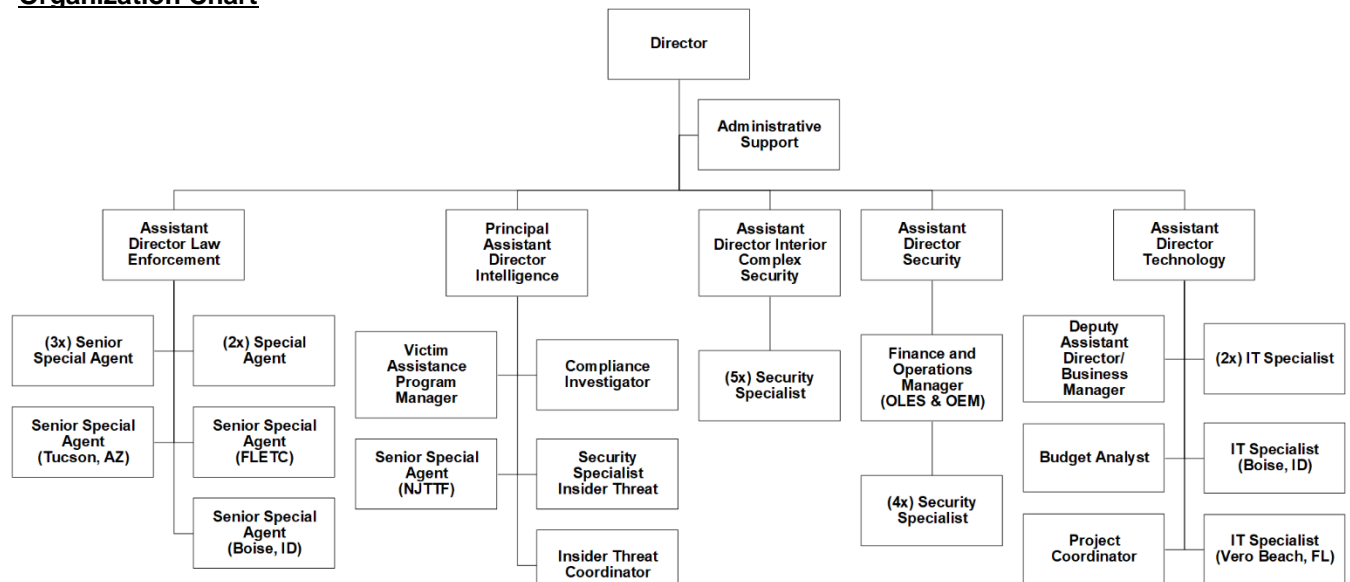 Organization Chart
Director
Administrative
Support
Assistant
Director Law
Enforcement
Principal
Assistant
Director
Intelligence
Assistant
Director Interior
Complex
Security
Assistant
Director
Security
Assistant
Director
Technology
(3x) Senior
Special Agent
(2x) Special
Agent
Senior Special
Agent
(Tucson, AZ)
Senior Special
Agent
(FLETC)
Senior Special
Agent
(Boise, ID)
Victim
Assistance
Program
Manager
Compliance
Investigator
Senior Special
Agent
(NJTTF)
Security
Specialist
Insider Threat
Insider Threat
Coordinator
(5x) Security
Specialist
Finance and
Operations
Manager
(OLES & OEM)
(4x) Security
Specialist
Deputy
Assistant
Director/
Business
Manager
(2x) IT Specialist
Budget Analyst
IT Specialist
(Boise, ID)
Project
Coordinator
IT Specialist
(Vero Beach, FL)